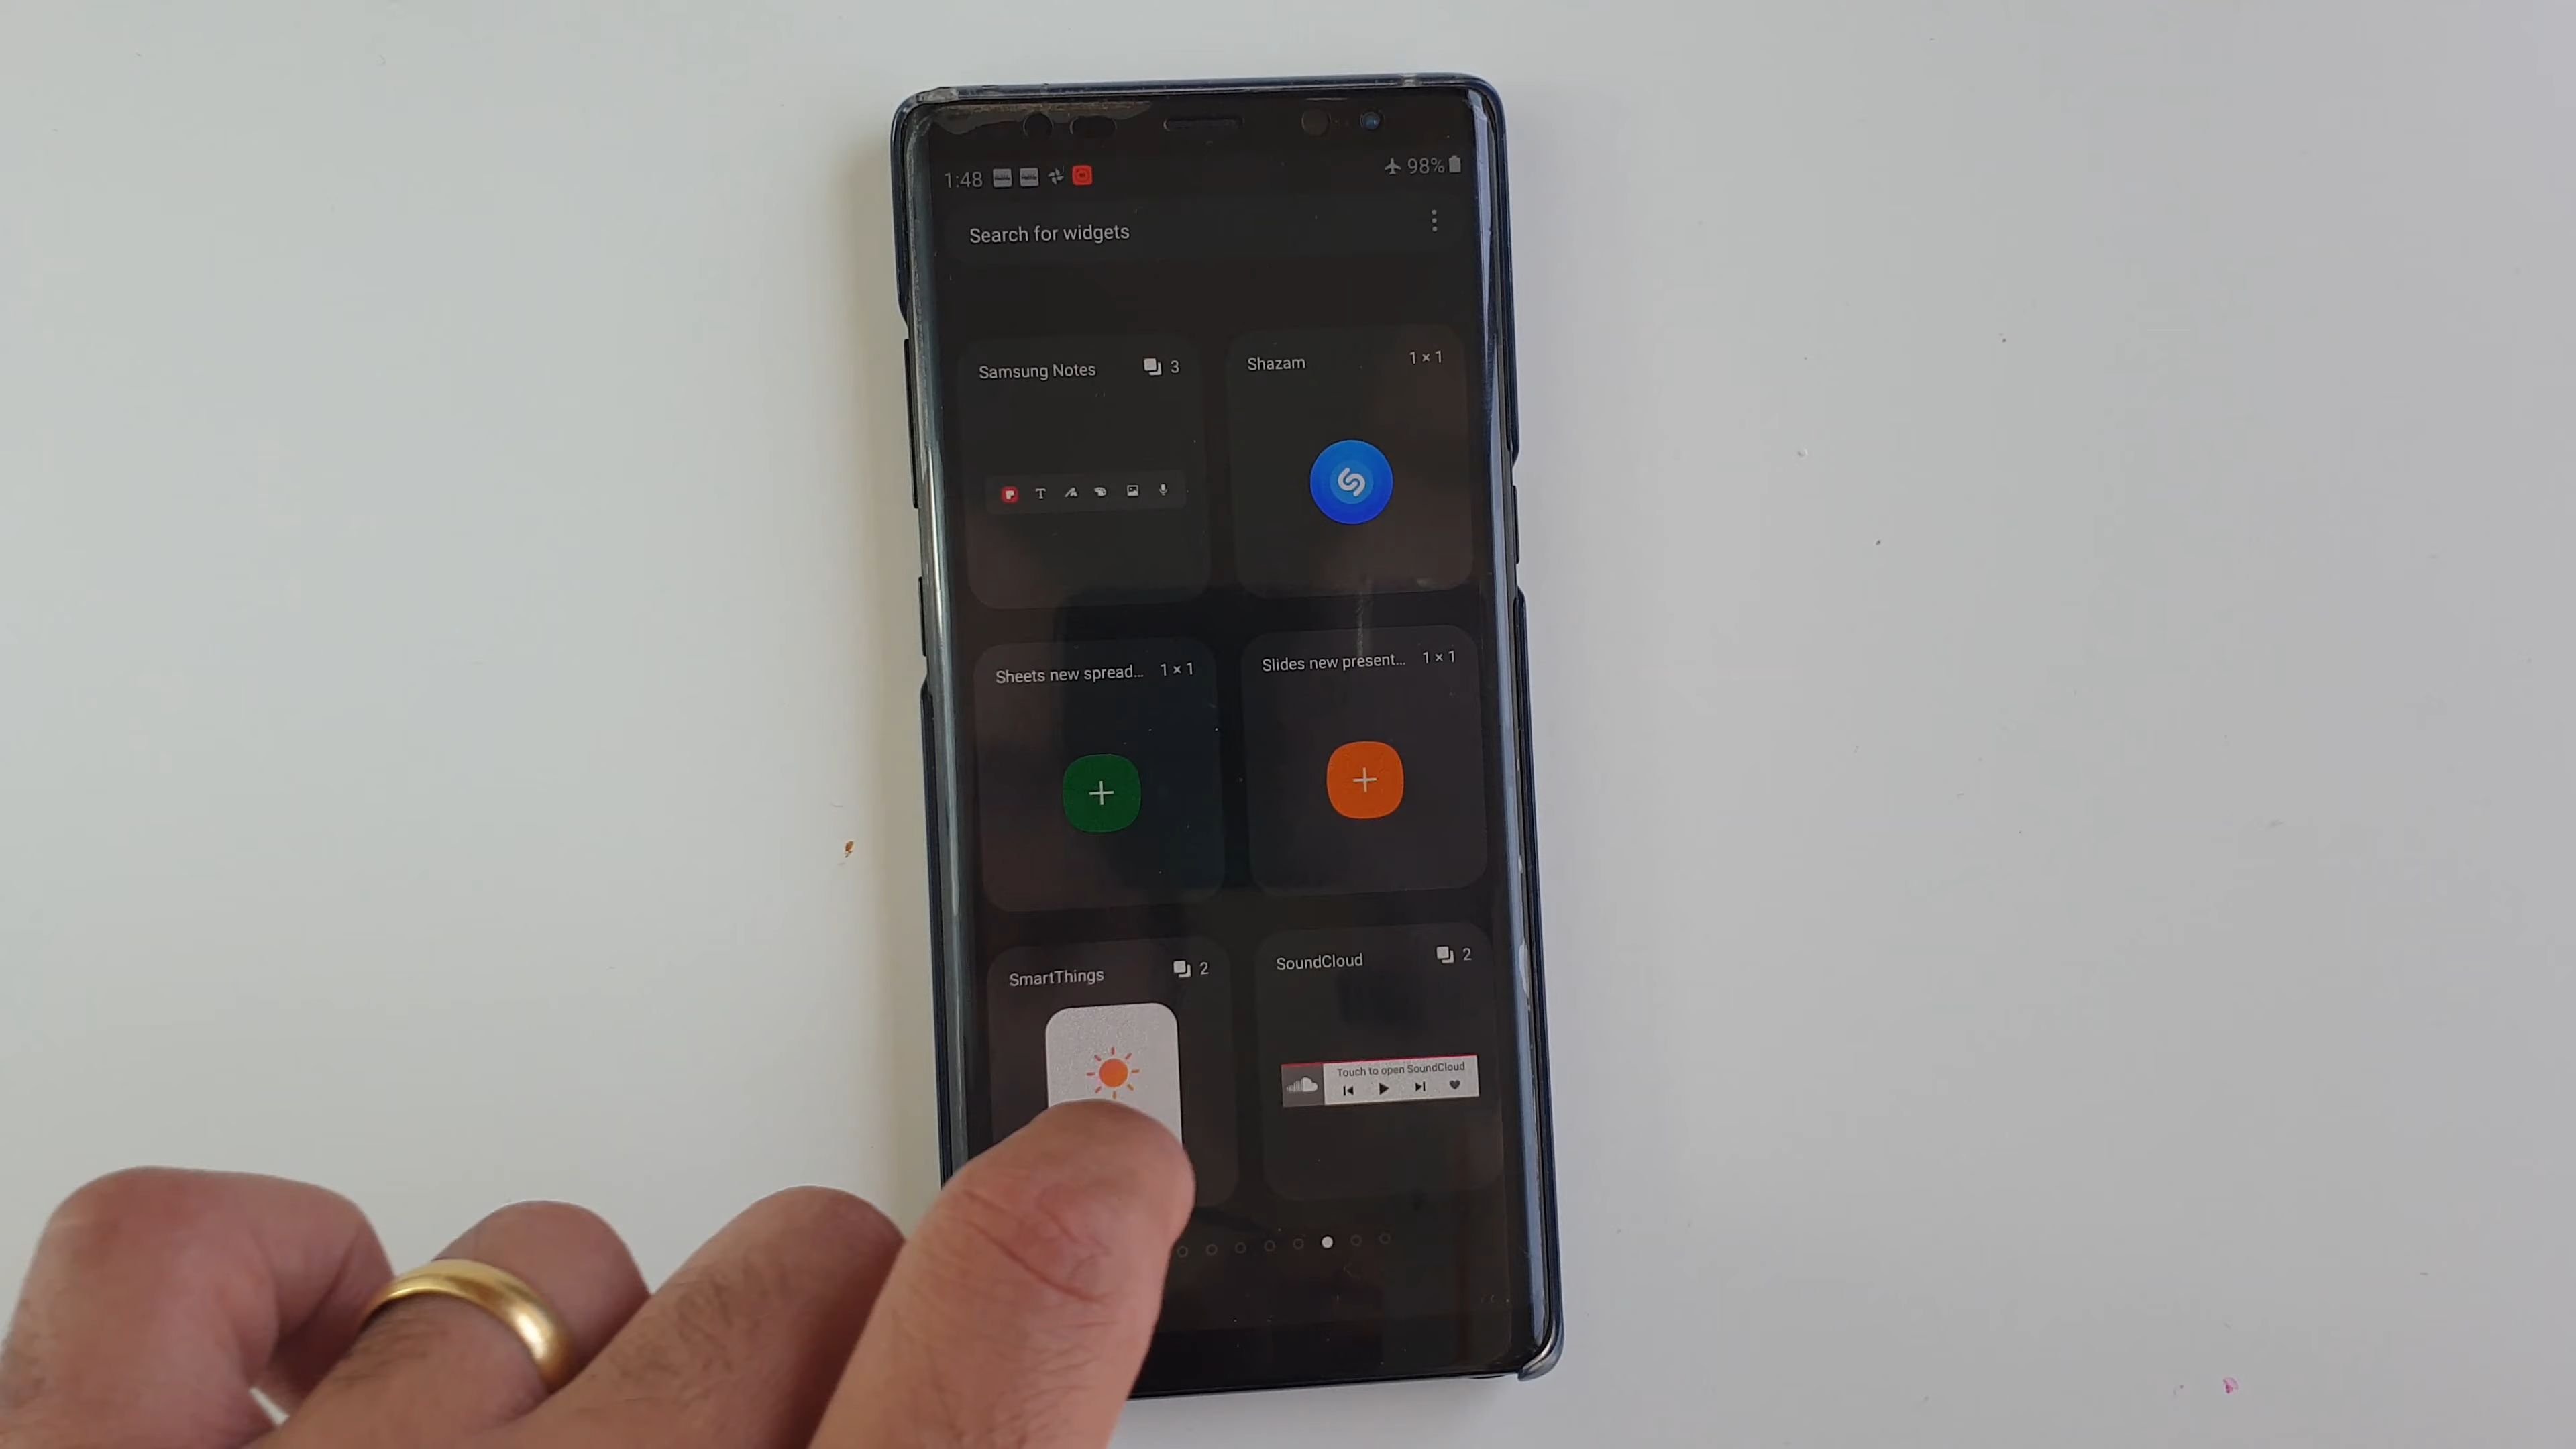 1:48 98%
Search for widgets
Samsung Notes 3
Shazam 1 × 1
T
Sheets new spread... 1 × 1
Slides new present... 1 × 1
SmartThings 2
SoundCloud 2
Touch to open SoundCloud